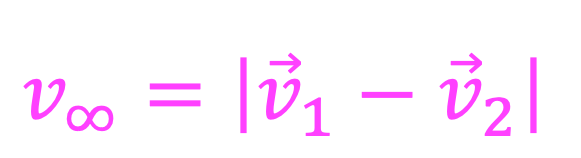 v∞ = |v⃗₁ − v⃗₂|